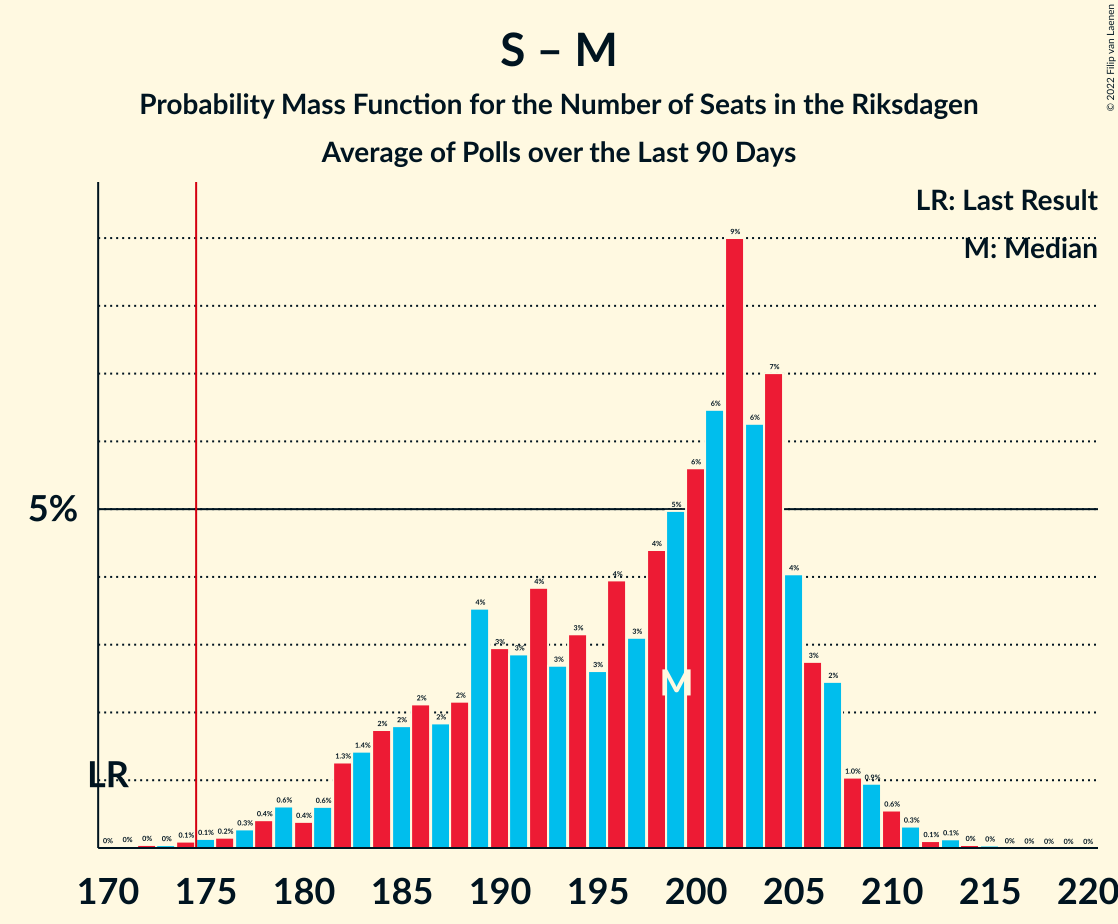 S – M
Probability Mass Function for the Number of Seats in the Riksdagen
Average of Polls over the Last 90 Days
© 2022 Filip van Laenen
LR: Last Result
M: Median
5%
LR
M
0% 0% 0% 0% 0.1% 0.1% 0.2% 0.3% 0.4% 0.6% 0.4% 0.6% 1.3% 1.4% 2% 2% 2% 2% 2% 4% 3% 3% 4% 3% 3% 3% 4% 3% 4% 5% 6% 6% 9% 6% 7% 4% 3% 2% 1.0% 0.9% 0.6% 0.3% 0.1% 0.1% 0% 0% 0% 0% 0% 0% 0%
170 175 180 185 190 195 200 205 210 215 220